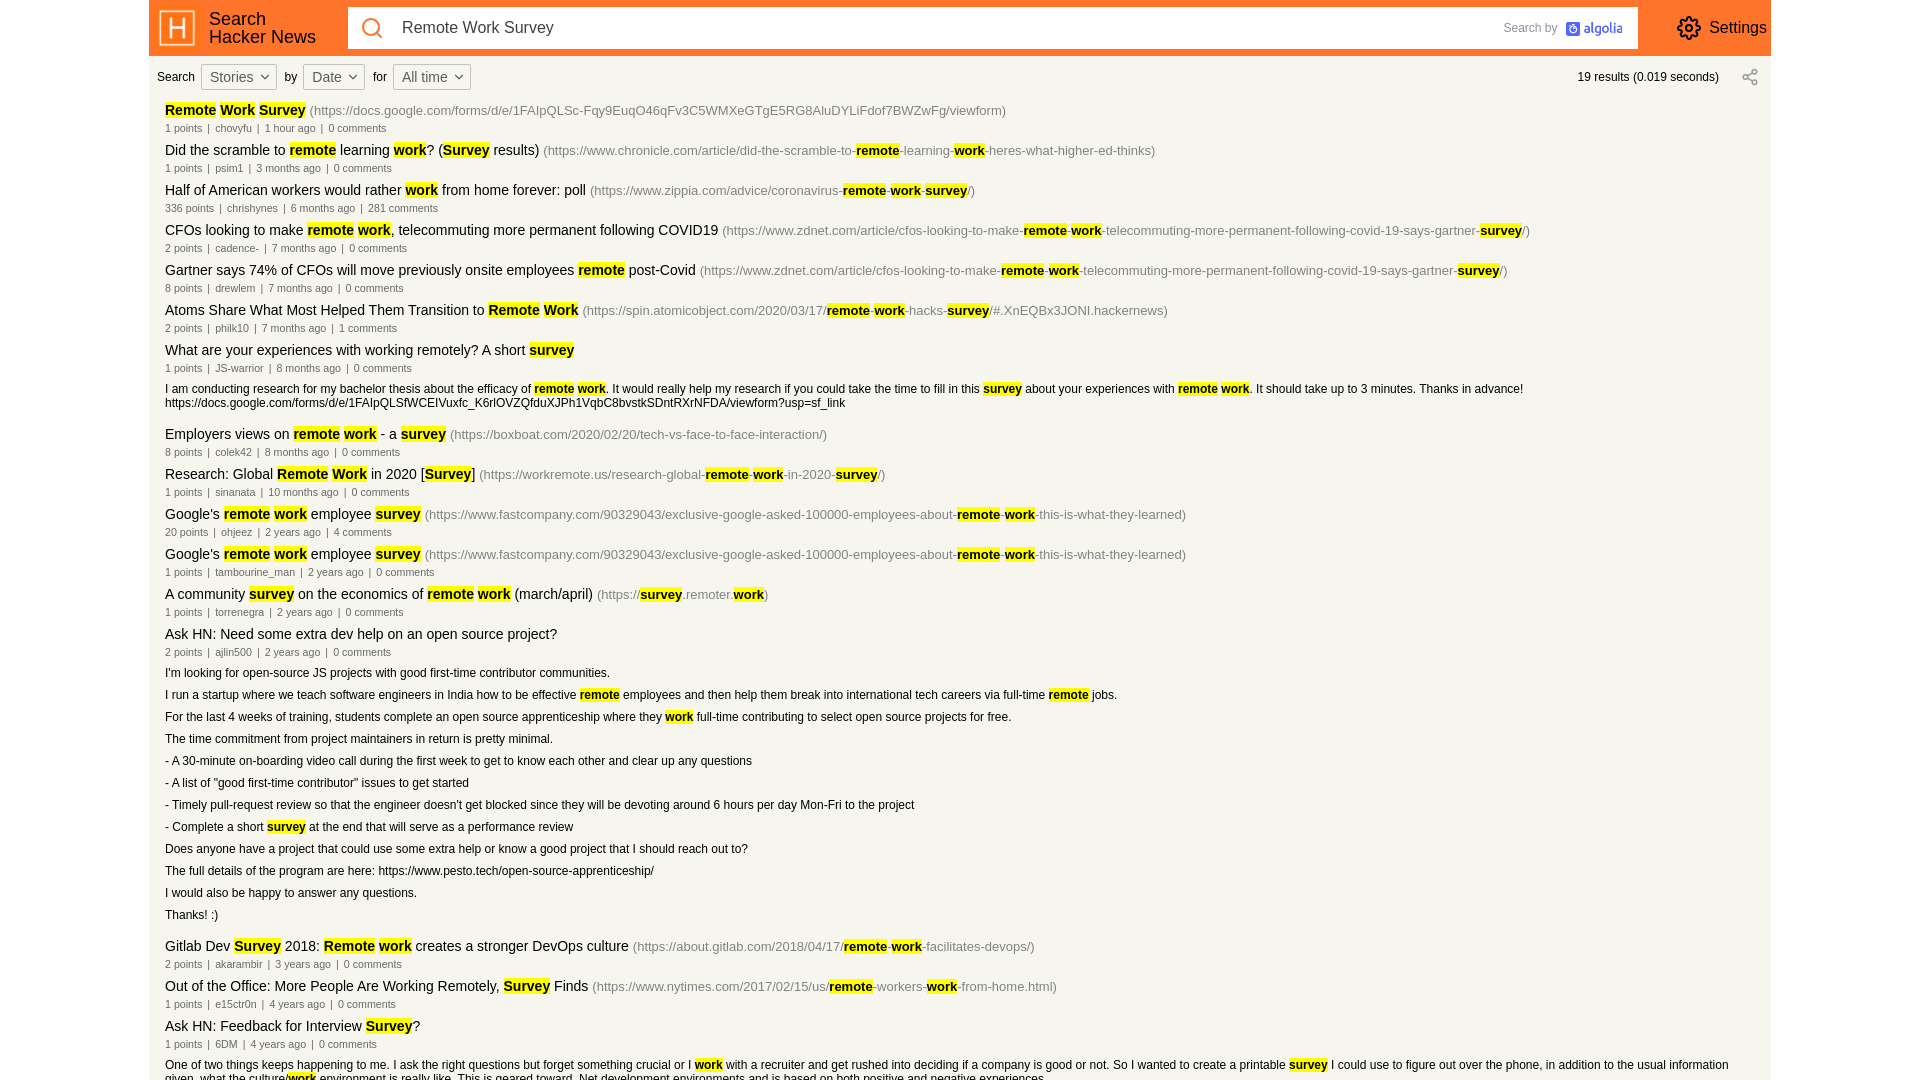 Search
Hacker News
Remote Work Survey
Search by algolia
Settings
Search Stories by Date for All time
19 results (0.019 seconds)
Remote Work Survey (https://docs.google.com/forms/d/e/1FAIpQLSc-Fqy9EuqO46qFv3C5WMXeGTgE5RG8AluDYLiFdof7BWZwFg/viewform)
1 points | chovyfu | 1 hour ago | 0 comments
Did the scramble to remote learning work? (Survey results) (https://www.chronicle.com/article/did-the-scramble-to-remote-learning-work-heres-what-higher-ed-thinks)
1 points | psim1 | 3 months ago | 0 comments
Half of American workers would rather work from home forever: poll (https://www.zippia.com/advice/coronavirus-remote-work-survey/)
336 points | chrishynes | 6 months ago | 281 comments
CFOs looking to make remote work, telecommuting more permanent following COVID19 (https://www.zdnet.com/article/cfos-looking-to-make-remote-work-telecommuting-more-permanent-following-covid-19-says-gartner-survey/)
2 points | cadence- | 7 months ago | 0 comments
Gartner says 74% of CFOs will move previously onsite employees remote post-Covid (https://www.zdnet.com/article/cfos-looking-to-make-remote-work-telecommuting-more-permanent-following-covid-19-says-gartner-survey/)
8 points | drewlem | 7 months ago | 0 comments
Atoms Share What Most Helped Them Transition to Remote Work (https://spin.atomicobject.com/2020/03/17/remote-work-hacks-survey/#.XnEQBx3JONI.hackernews)
2 points | philk10 | 7 months ago | 1 comments
What are your experiences with working remotely? A short survey
1 points | JS-warrior | 8 months ago | 0 comments
I am conducting research for my bachelor thesis about the efficacy of remote work. It would really help my research if you could take the time to fill in this survey about your experiences with remote work. It should take up to 3 minutes. Thanks in advance!
https://docs.google.com/forms/d/e/1FAIpQLSfWCEIVuxfc_K6rlOVZQfduXJPh1VqbC8bvstkSDntRXrNFDA/viewform?usp=sf_link
Employers views on remote work - a survey (https://boxboat.com/2020/02/20/tech-vs-face-to-face-interaction/)
8 points | colek42 | 8 months ago | 0 comments
Research: Global Remote Work in 2020 [Survey] (https://workremote.us/research-global-remote-work-in-2020-survey/)
1 points | sinanata | 10 months ago | 0 comments
Google's remote work employee survey (https://www.fastcompany.com/90329043/exclusive-google-asked-100000-employees-about-remote-work-this-is-what-they-learned)
20 points | ohjeez | 2 years ago | 4 comments
Google's remote work employee survey (https://www.fastcompany.com/90329043/exclusive-google-asked-100000-employees-about-remote-work-this-is-what-they-learned)
1 points | tambourine_man | 2 years ago | 0 comments
A community survey on the economics of remote work (march/april) (https://survey.remoter.work)
1 points | torrenegra | 2 years ago | 0 comments
Ask HN: Need some extra dev help on an open source project?
2 points | ajlin500 | 2 years ago | 0 comments
I'm looking for open-source JS projects with good first-time contributor communities.
I run a startup where we teach software engineers in India how to be effective remote employees and then help them break into international tech careers via full-time remote jobs.
For the last 4 weeks of training, students complete an open source apprenticeship where they work full-time contributing to select open source projects for free.
The time commitment from project maintainers in return is pretty minimal.
- A 30-minute on-boarding video call during the first week to get to know each other and clear up any questions
- A list of "good first-time contributor" issues to get started
- Timely pull-request review so that the engineer doesn't get blocked since they will be devoting around 6 hours per day Mon-Fri to the project
- Complete a short survey at the end that will serve as a performance review
Does anyone have a project that could use some extra help or know a good project that I should reach out to?
The full details of the program are here: https://www.pesto.tech/open-source-apprenticeship/
I would also be happy to answer any questions.
Thanks! :)
Gitlab Dev Survey 2018: Remote work creates a stronger DevOps culture (https://about.gitlab.com/2018/04/17/remote-work-facilitates-devops/)
2 points | akarambir | 3 years ago | 0 comments
Out of the Office: More People Are Working Remotely, Survey Finds (https://www.nytimes.com/2017/02/15/us/remote-workers-work-from-home.html)
1 points | e15ctr0n | 4 years ago | 0 comments
Ask HN: Feedback for Interview Survey?
1 points | 6DM | 4 years ago | 0 comments
One of two things keeps happening to me. I ask the right questions but forget something crucial or I work with a recruiter and get rushed into deciding if a company is good or not. So I wanted to create a printable survey I could use to figure out over the phone, in addition to the usual information
given, what the culture/work environment is really like. This is geared toward .Net development environments and is based on both positive and negative experiences.